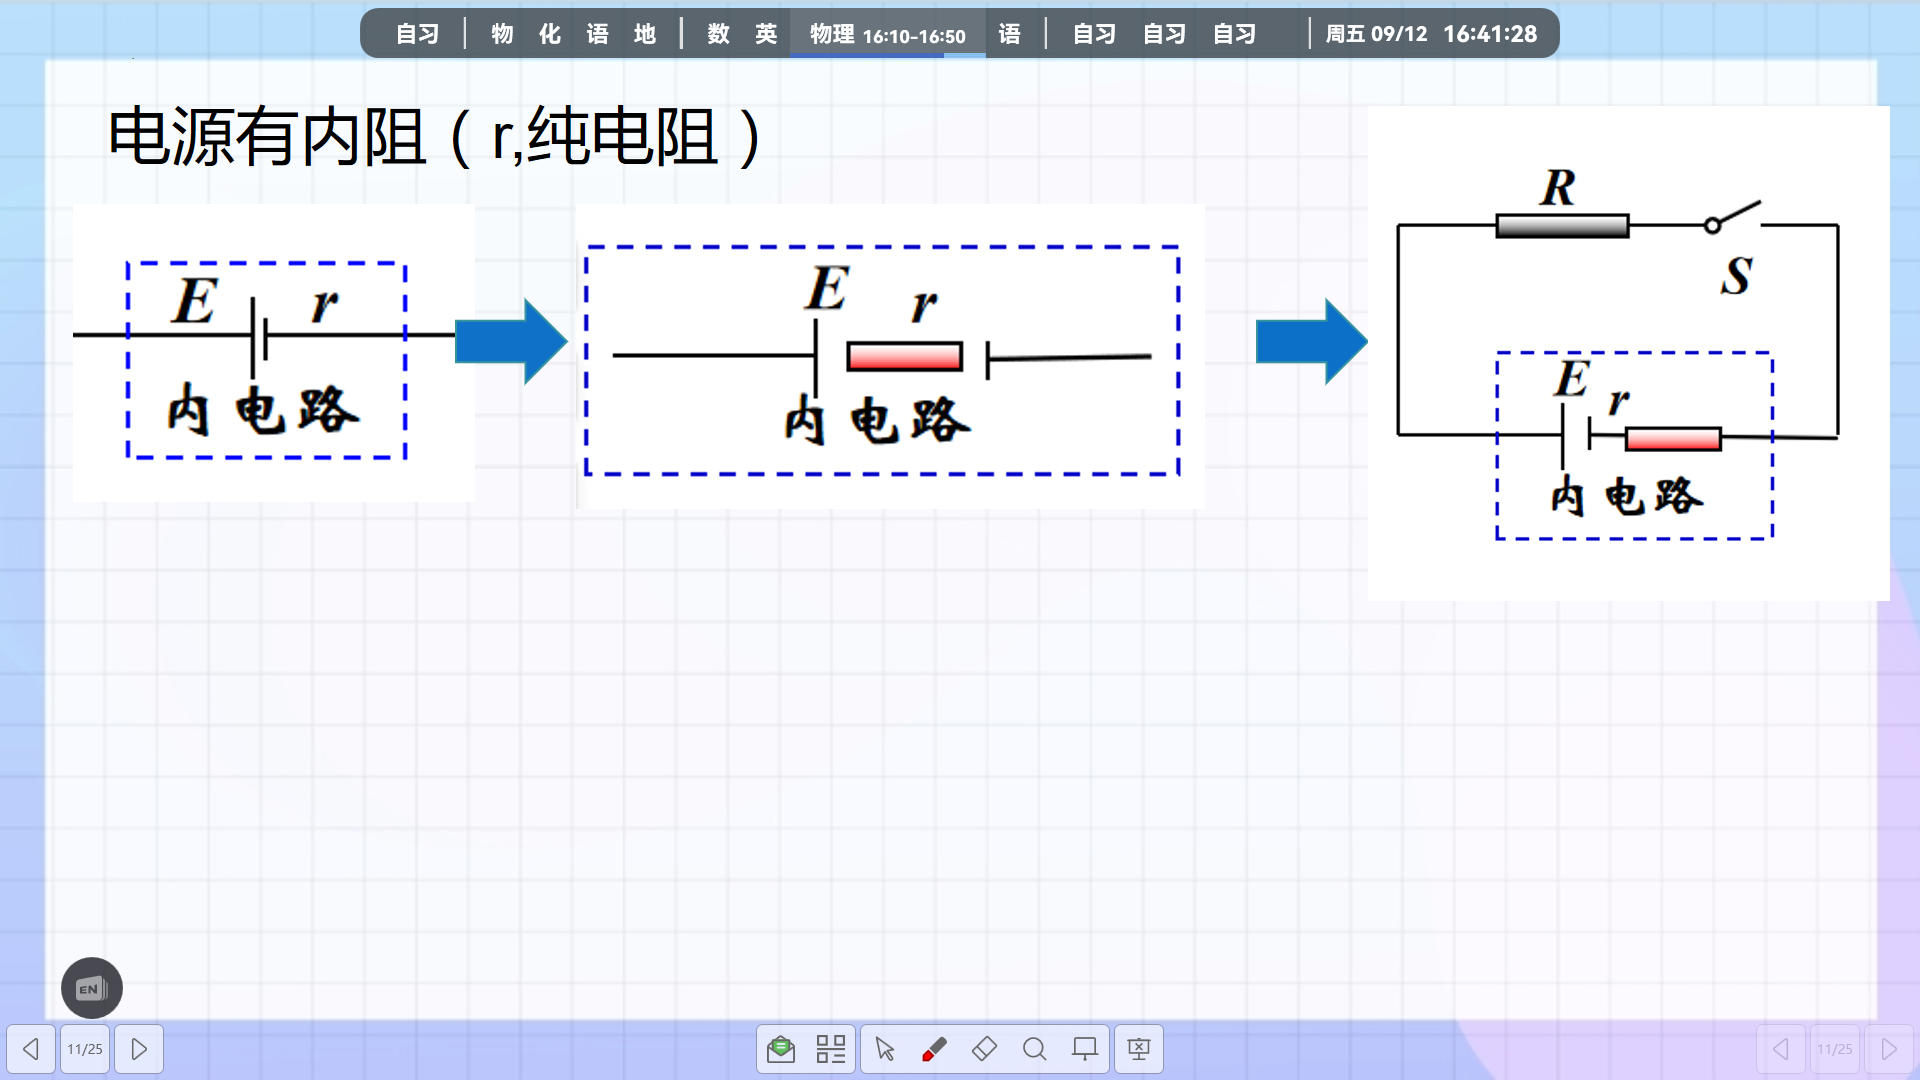 自习 | 物 化 语 地 | 数 英 物理 16:10-16:50 语 | 自习 自习 自习 | 周五 09/12 16:41:28
电源有内阻（r,纯电阻）
E r
内电路
E r
内电路
R
S
E r
内电路
EN
11/25
11/25